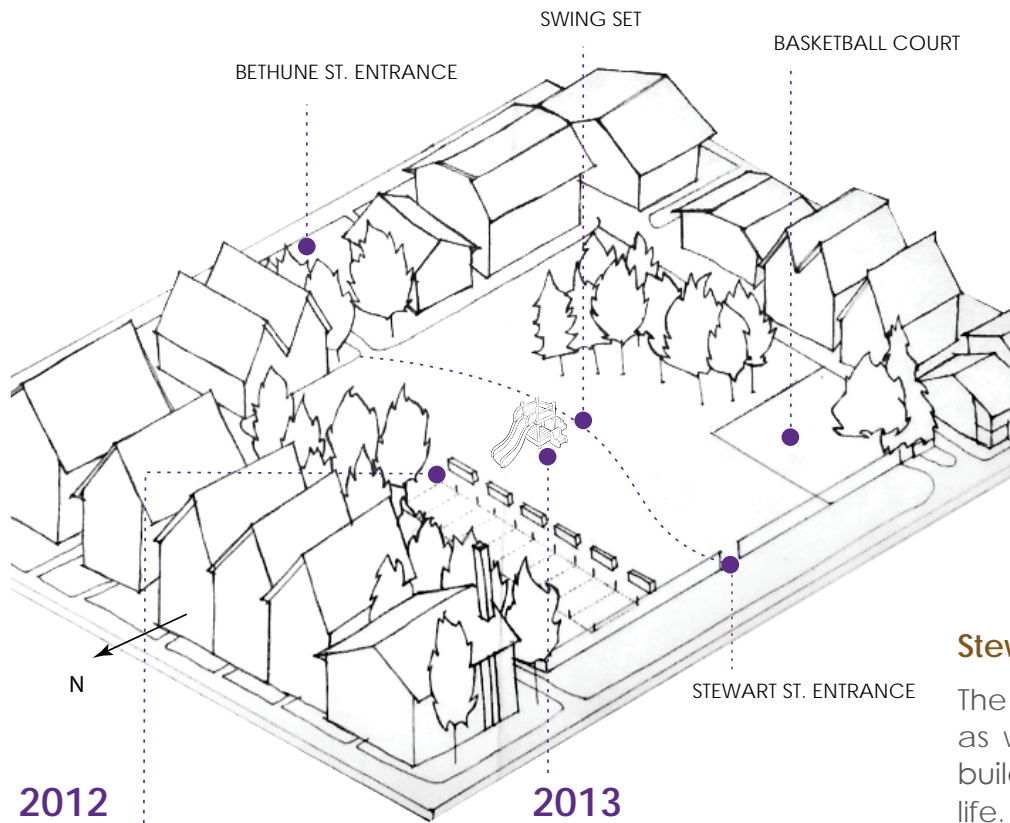 SWING SET
BASKETBALL COURT
BETHUNE ST. ENTRANCE
N
STEWART ST. ENTRANCE
2012
2013
The
as
life.